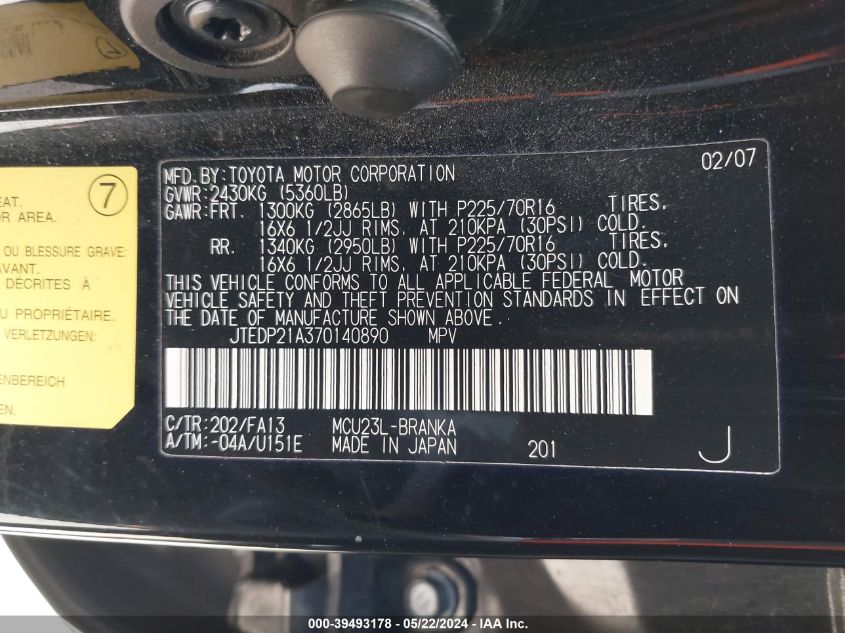 7
EAT.
AREA.
OU BLESSURE GRAVE:
AVANT.
DÉCRITES À
PROPRIÉTAIRE.
VERLETZUNGEN:
ENBEREICH
EN.
MFD.BY:TOYOTA MOTOR CORPORATION 02/07
GVWR:2430KG (5360LB)
GAWR:FRT. 1300KG (2865LB) WITH P225/70R16 TIRES,
16X6 1/2JJ RIMS, AT 210KPA (30PSI) COLD.
RR. 1340KG (2950LB) WITH P225/70R16 TIRES,
16X6 1/2JJ RIMS, AT 210KPA (30PSI) COLD.
THIS VEHICLE CONFORMS TO ALL APPLICABLE FEDERAL MOTOR
VEHICLE SAFETY AND THEFT PREVENTION STANDARDS IN EFFECT ON
THE DATE OF MANUFACTURE SHOWN ABOVE.
JTEDP21A370140890 MPV
C/TR:202/FA13 MCU23L-BRANKA
A/TM:-04A/U151E MADE IN JAPAN 201 J
000-39493178 - 05/22/2024 - IAA Inc.